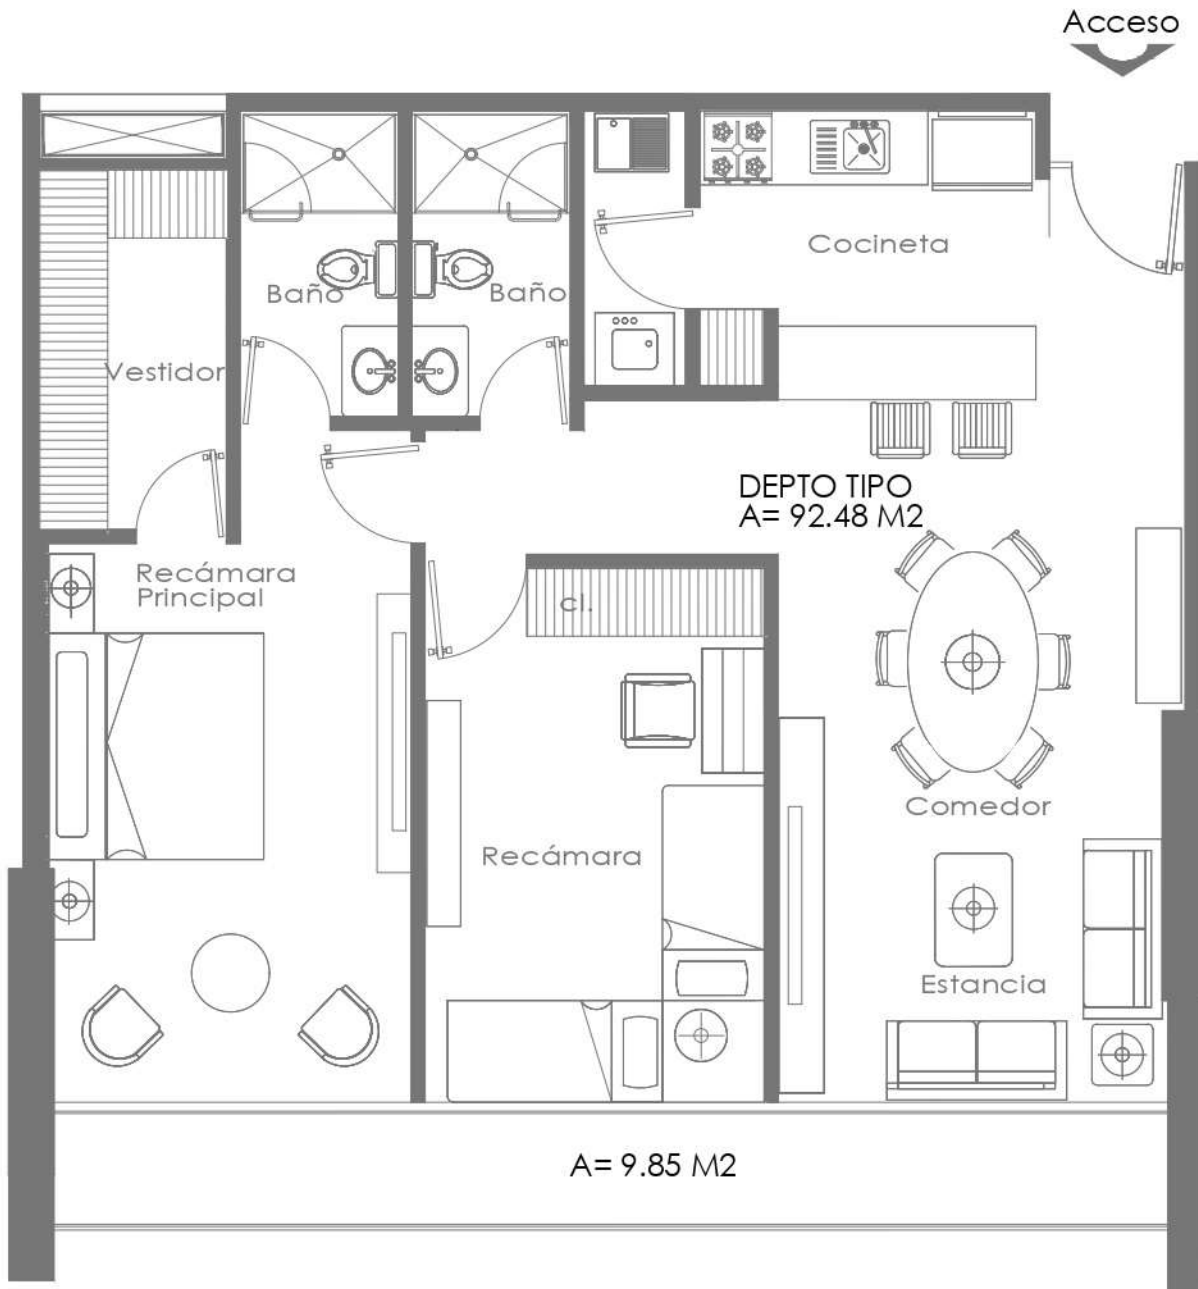 Acceso
Cocineta
Baño
Baño
Vestidor
DEPTO TIPO
A= 92.48 M2
Recámara
Principal
cl.
Comedor
Recámara
Estancia
A= 9.85 M2